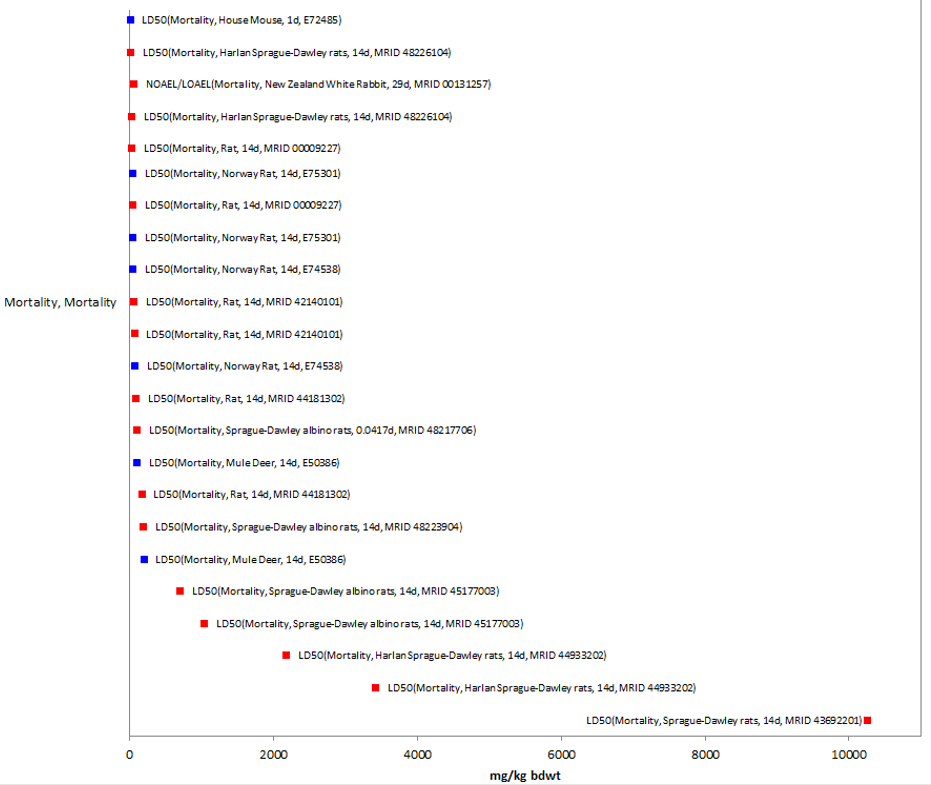 LD50(Mortality, House Mouse, 1d, E72485)
LD50(Mortality, Harlan Sprague-Dawley rats, 14d, MRID 48226104)
NOAEL/LOAEL(Mortality, New Zealand White Rabbit, 29d, MRID 00131257)
LD50(Mortality, Harlan Sprague-Dawley rats, 14d, MRID 48226104)
LD50(Mortality, Rat, 14d, MRID 00009227)
LD50(Mortality, Norway Rat, 14d, E75301)
LD50(Mortality, Rat, 14d, MRID 00009227)
LD50(Mortality, Norway Rat, 14d, E75301)
LD50(Mortality, Norway Rat, 14d, E74538)
Mortality, Mortality
LD50(Mortality, Rat, 14d, MRID 42140101)
LD50(Mortality, Rat, 14d, MRID 42140101)
LD50(Mortality, Norway Rat, 14d, E74538)
LD50(Mortality, Rat, 14d, MRID 44181302)
LD50(Mortality, Sprague-Dawley albino rats, 0.0417d, MRID 48217706)
LD50(Mortality, Mule Deer, 14d, E50386)
LD50(Mortality, Rat, 14d, MRID 44181302)
LD50(Mortality, Sprague-Dawley albino rats, 14d, MRID 48223904)
LD50(Mortality, Mule Deer, 14d, E50386)
LD50(Mortality, Sprague-Dawley albino rats, 14d, MRID 45177003)
LD50(Mortality, Sprague-Dawley albino rats, 14d, MRID 45177003)
LD50(Mortality, Harlan Sprague-Dawley rats, 14d, MRID 44933202)
LD50(Mortality, Harlan Sprague-Dawley rats, 14d, MRID 44933202)
LD50(Mortality, Sprague-Dawley rats, 14d, MRID 43692201)
0 2000 4000 6000 8000 10000
mg/kg bdwt